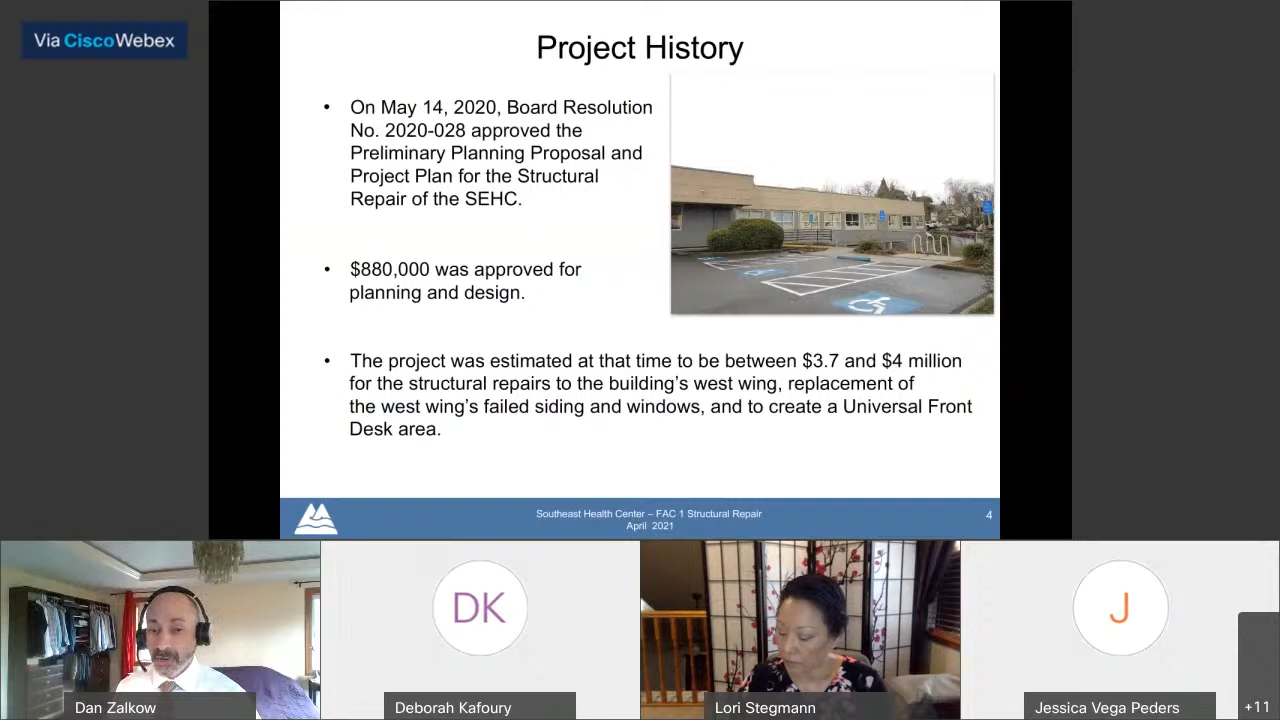 Via Cisco Webex
Project History
• On May 14, 2020, Board Resolution
No. 2020-028 approved the
Preliminary Planning Proposal and
Project Plan for the Structural
Repair of the SEHC.
• $880,000 was approved for
planning and design.
• The project was estimated at that time to be between $3.7 and $4 million
for the structural repairs to the building’s west wing, replacement of
the west wing’s failed siding and windows, and to create a Universal Front
Desk area.
Southeast Health Center – FAC 1 Structural Repair
April 2021
4
DK
J
Dan Zalkow
Deborah Kafoury
Lori Stegmann
Jessica Vega Peders
+11